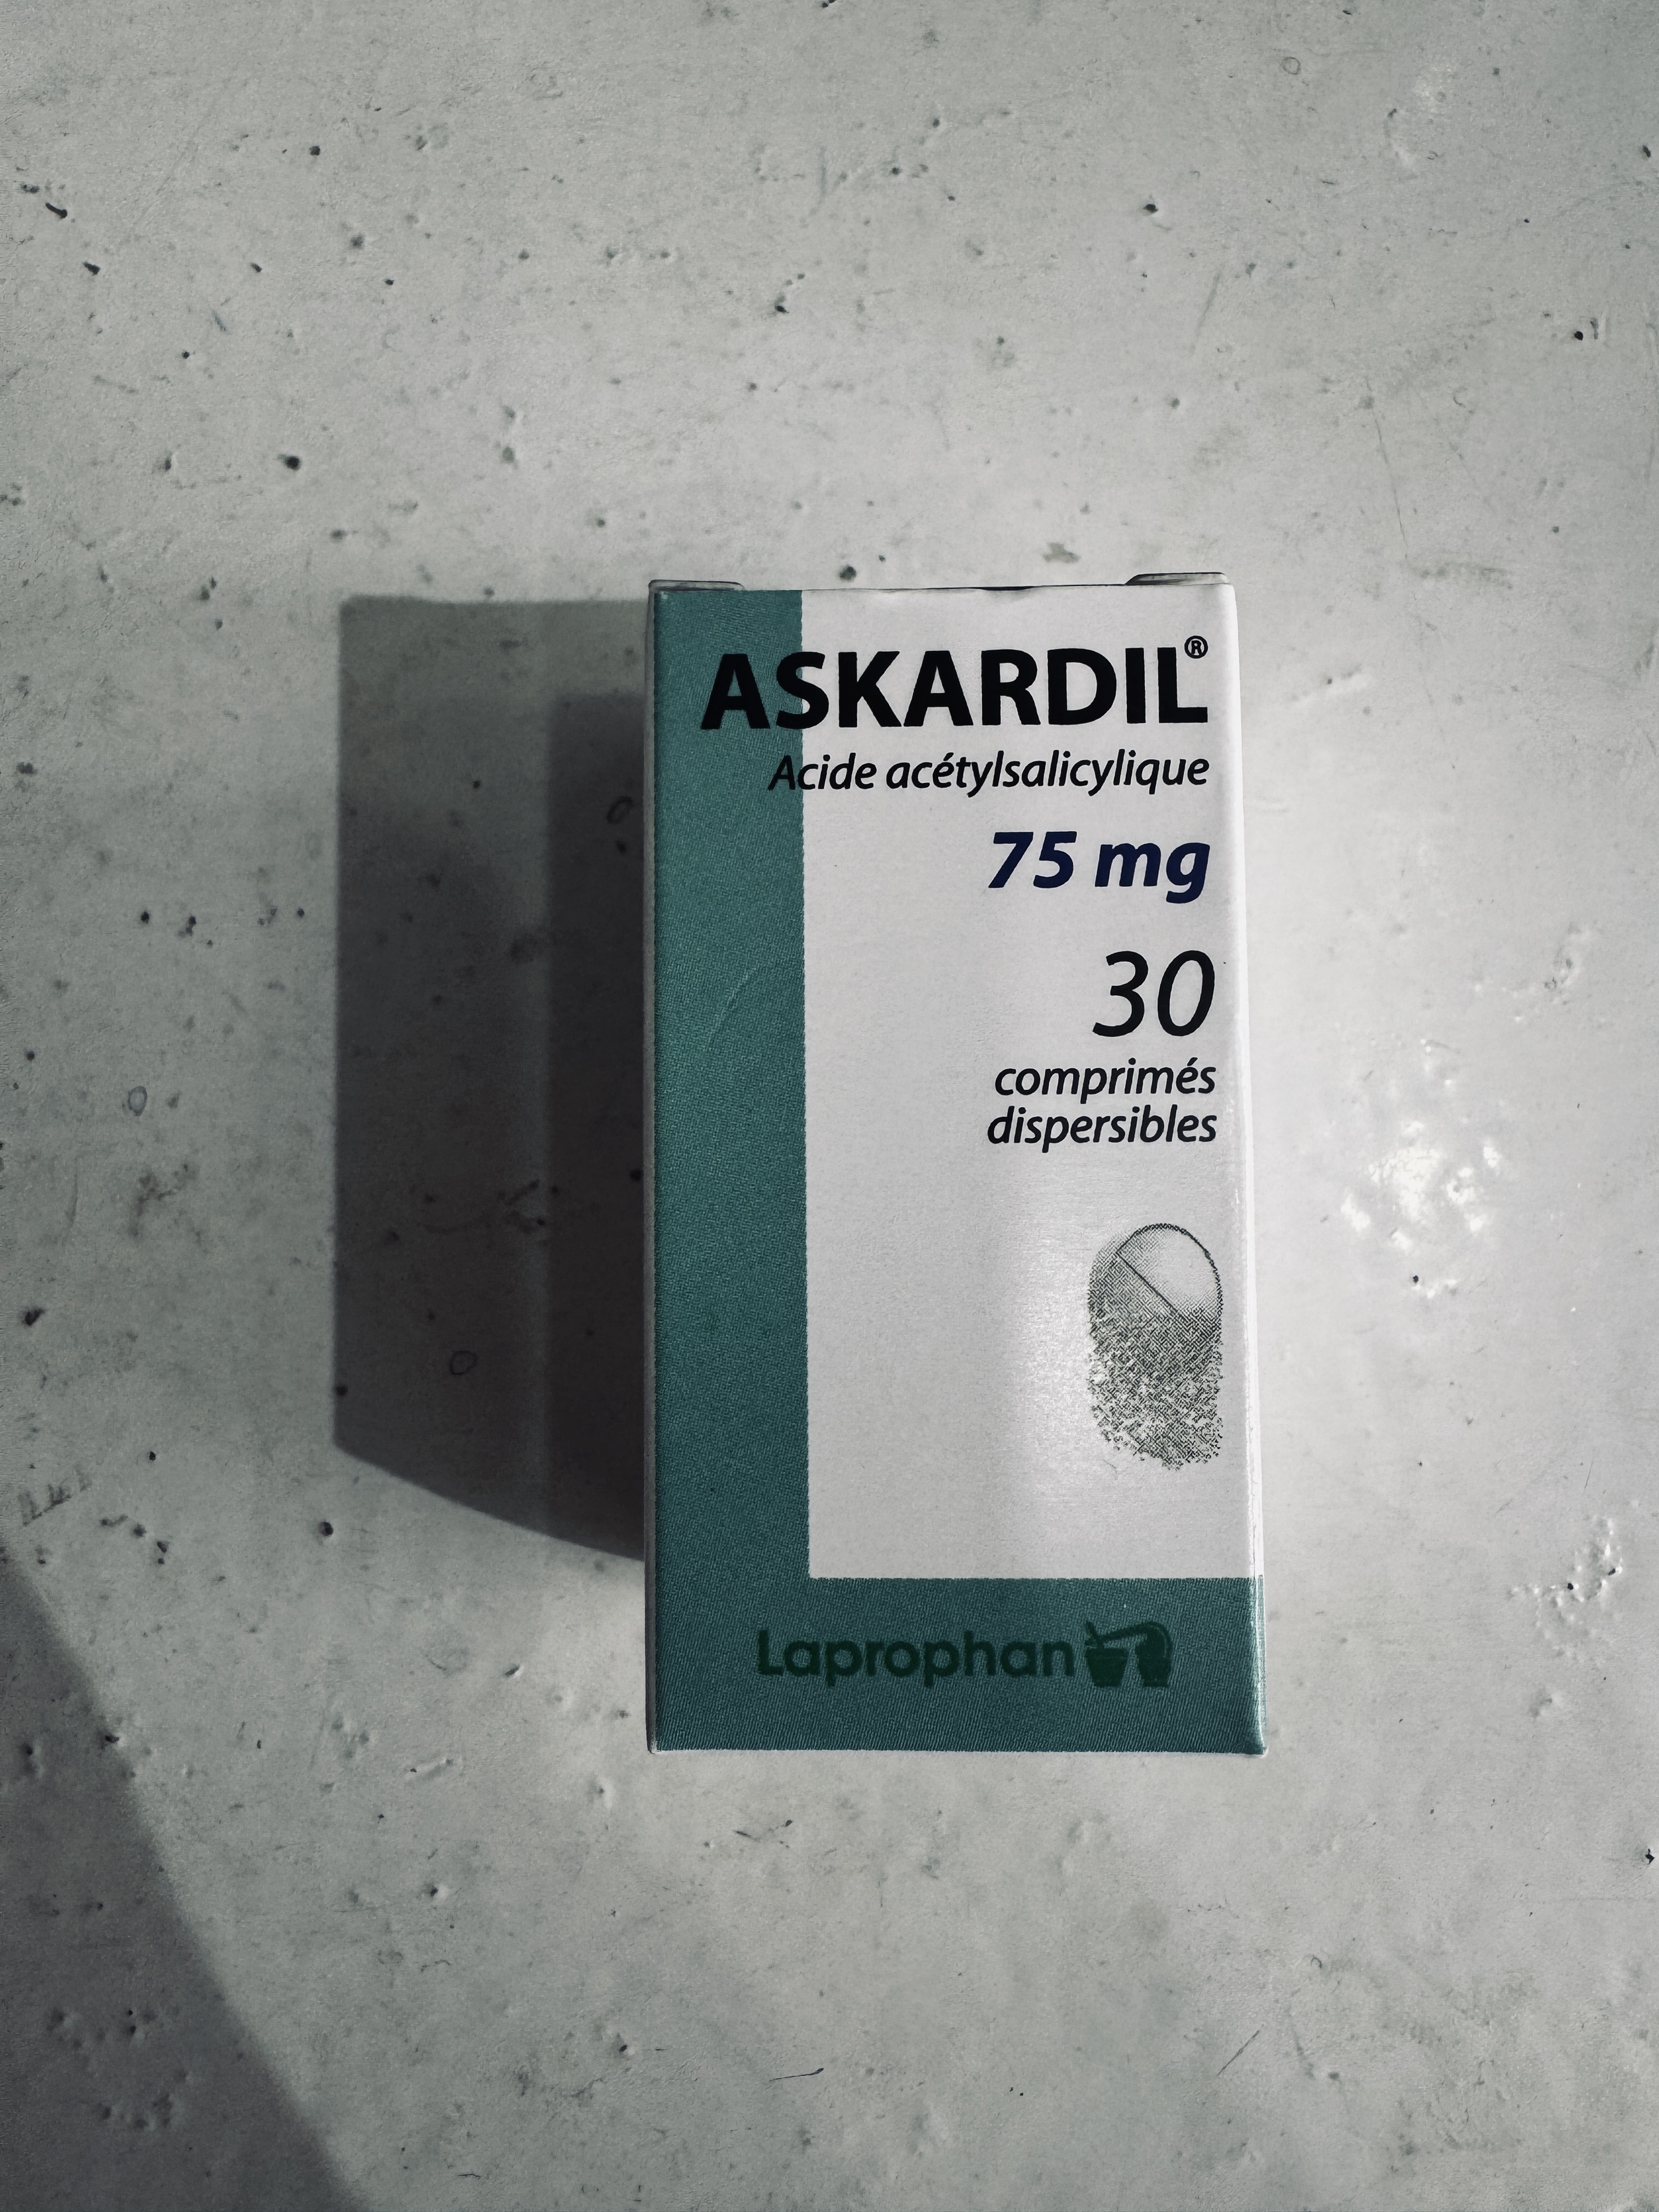 ASKARDIL®
Acide acétylsalicylique
75 mg
30
comprimés
dispersibles
Laprophan